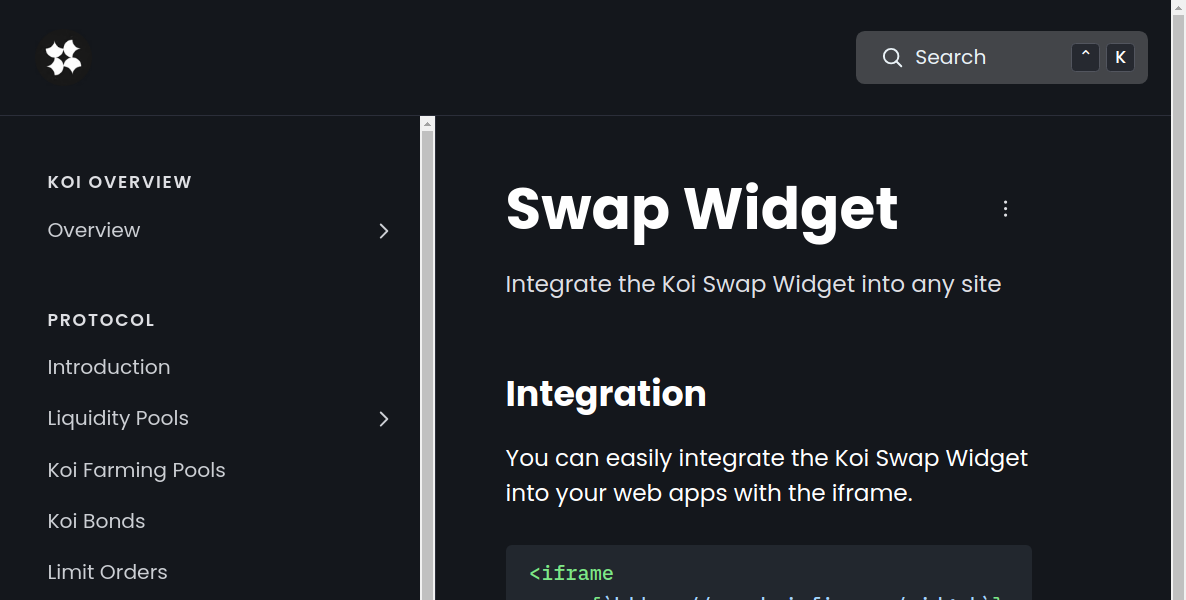 Search
^ K
KOI OVERVIEW
Overview
PROTOCOL
Introduction
Liquidity Pools
Koi Farming Pools
Koi Bonds
Limit Orders
Swap Widget
Integrate the Koi Swap Widget into any site
Integration
You can easily integrate the Koi Swap Widget
into your web apps with the iframe.
<iframe